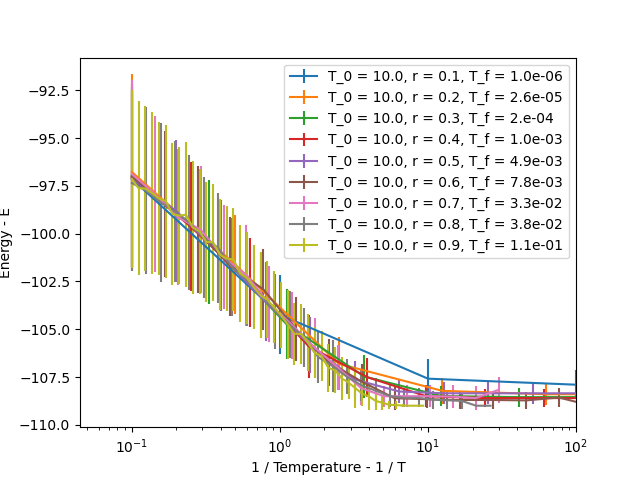 T_0 = 10.0, r = 0.1, T_f = 1.0e-06
T_0 = 10.0, r = 0.2, T_f = 2.6e-05
T_0 = 10.0, r = 0.3, T_f = 2.e-04
T_0 = 10.0, r = 0.4, T_f = 1.0e-03
T_0 = 10.0, r = 0.5, T_f = 4.9e-03
T_0 = 10.0, r = 0.6, T_f = 7.8e-03
T_0 = 10.0, r = 0.7, T_f = 3.3e-02
T_0 = 10.0, r = 0.8, T_f = 3.8e-02
T_0 = 10.0, r = 0.9, T_f = 1.1e-01
−92.5
−95.0
−97.5
−100.0
−102.5
−105.0
−107.5
−110.0
Energy - E
10⁻¹ 10⁰ 10¹ 10²
1 / Temperature - 1 / T